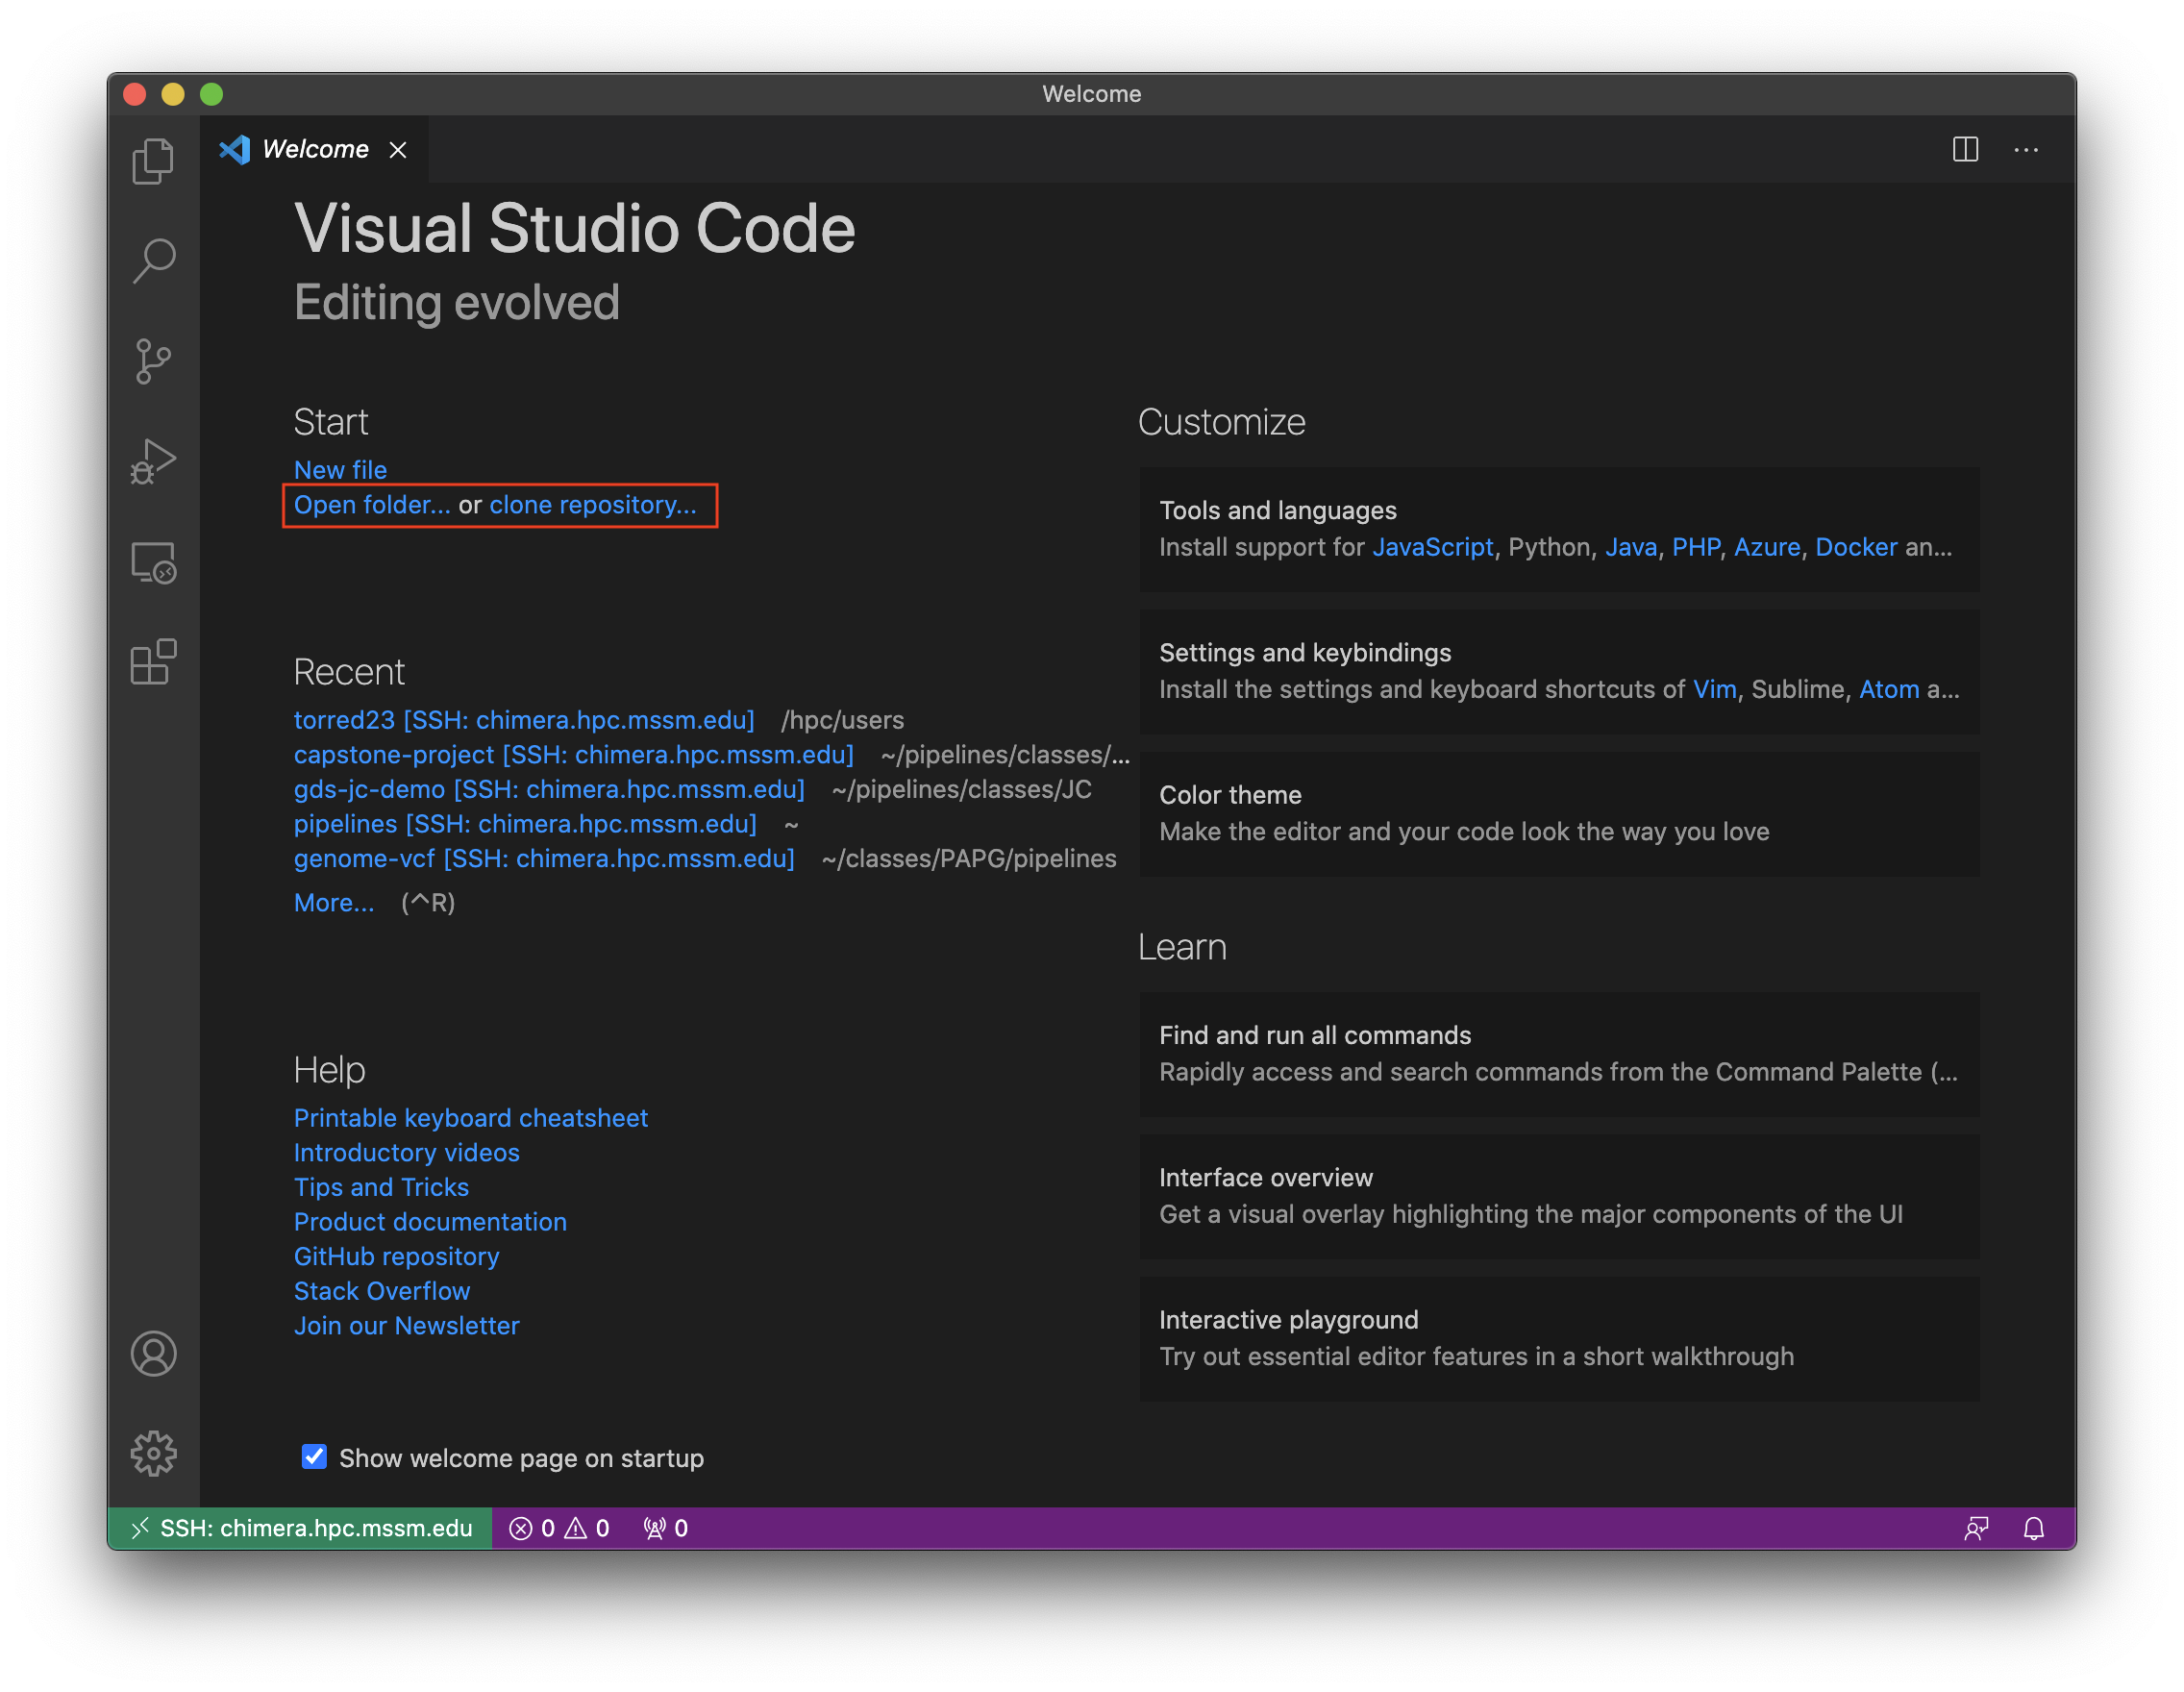 Welcome
Welcome
Visual Studio Code
Editing evolved
Start
New file
Open folder... or clone repository...
Recent
torred23 [SSH: chimera.hpc.mssm.edu] /hpc/users
capstone-project [SSH: chimera.hpc.mssm.edu] ~/pipelines/classes/...
gds-jc-demo [SSH: chimera.hpc.mssm.edu] ~/pipelines/classes/JC
pipelines [SSH: chimera.hpc.mssm.edu] ~
genome-vcf [SSH: chimera.hpc.mssm.edu] ~/classes/PAPG/pipelines
More... (^R)
Help
Printable keyboard cheatsheet
Introductory videos
Tips and Tricks
Product documentation
GitHub repository
Stack Overflow
Join our Newsletter
Show welcome page on startup
Customize
Tools and languages
Install support for JavaScript, Python, Java, PHP, Azure, Docker an...
Settings and keybindings
Install the settings and keyboard shortcuts of Vim, Sublime, Atom a...
Color theme
Make the editor and your code look the way you love
Learn
Find and run all commands
Rapidly access and search commands from the Command Palette (...
Interface overview
Get a visual overlay highlighting the major components of the UI
Interactive playground
Try out essential editor features in a short walkthrough
SSH: chimera.hpc.mssm.edu 0 0 0